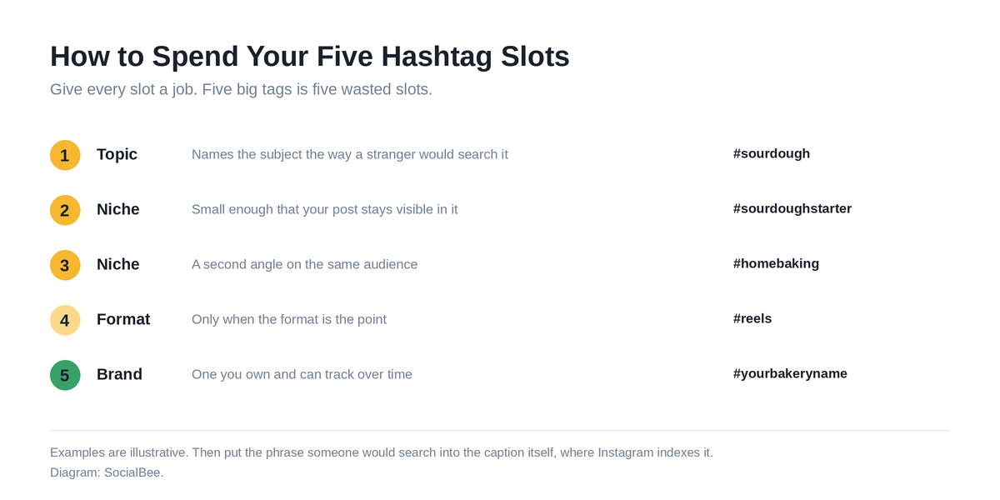 How to Spend Your Five Hashtag Slots
Give every slot a job. Five big tags is five wasted slots.
1 Topic Names the subject the way a stranger would search it #sourdough
2 Niche Small enough that your post stays visible in it #sourdoughstarter
3 Niche A second angle on the same audience #homebaking
4 Format Only when the format is the point #reels
5 Brand One you own and can track over time #yourbakeryname
Examples are illustrative. Then put the phrase someone would search into the caption itself, where Instagram indexes it.
Diagram: SocialBee.